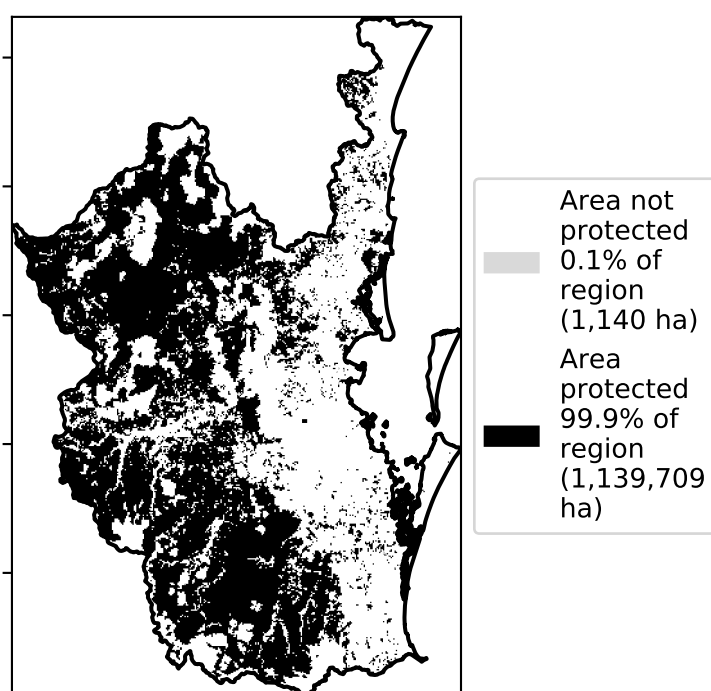 Area not
protected
0.1% of
region
(1,140 ha)
Area
protected
99.9% of
region
(1,139,709
ha)